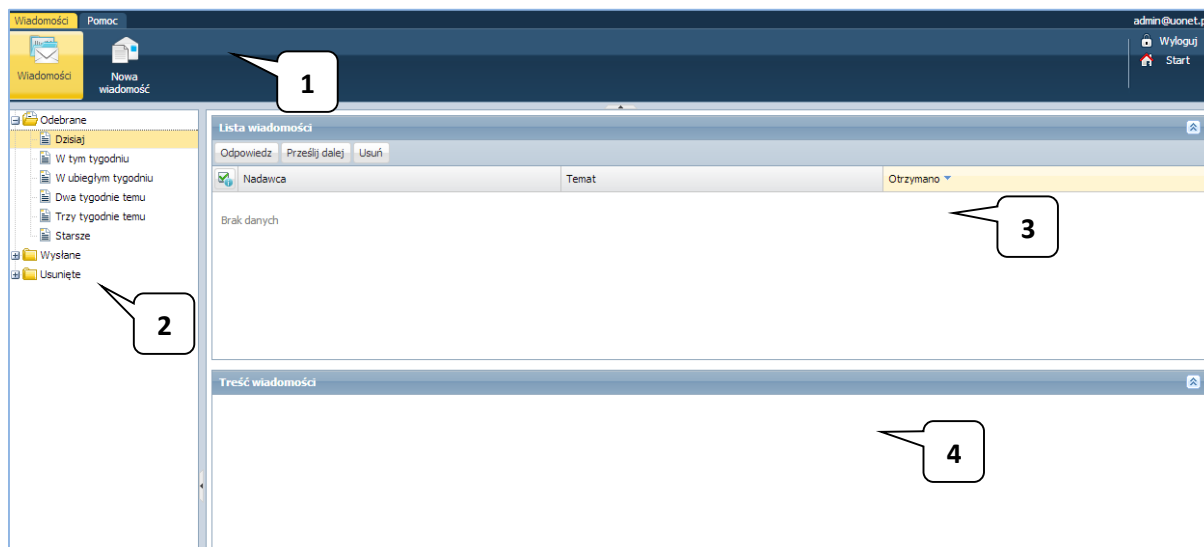 Wiadomości Pomoc admin@uonet.p
Wiadomości
Nowa
wiadomość
Wyloguj
Start
1
Odebrane
Dzisiaj
W tym tygodniu
W ubiegłym tygodniu
Dwa tygodnie temu
Trzy tygodnie temu
Starsze
Wysłane
Usunięte
2
Lista wiadomości
Odpowiedz Prześlij dalej Usuń
Nadawca Temat Otrzymano
Brak danych
3
Treść wiadomości
4